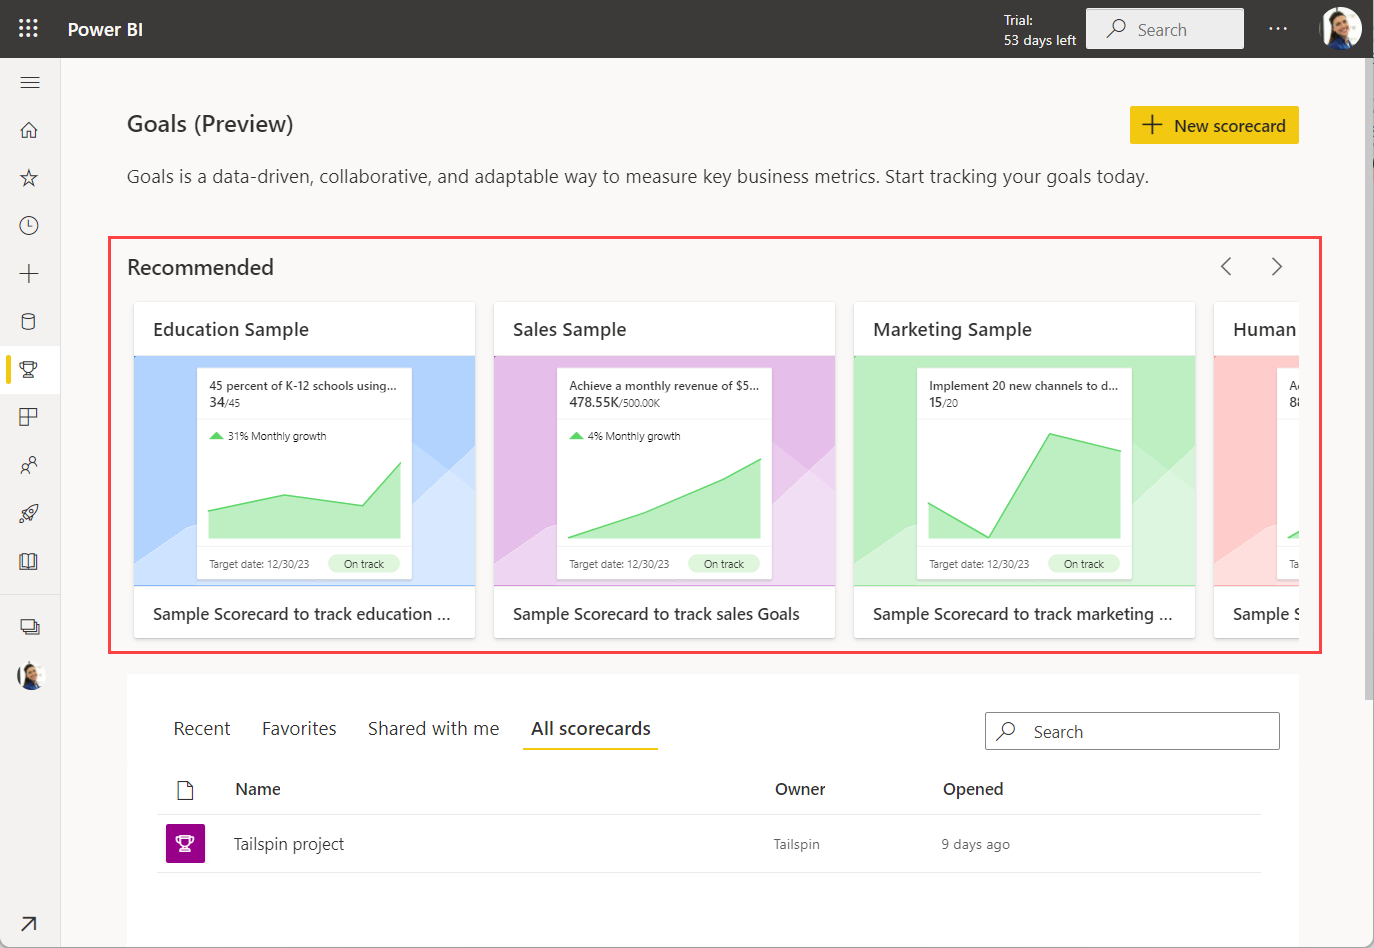 Power BI
Trial:
53 days left
Search
Goals (Preview)
New scorecard
Goals is a data-driven, collaborative, and adaptable way to measure key business metrics. Start tracking your goals today.
Recommended
Education Sample
45 percent of K-12 schools using...
34/45
31% Monthly growth
Target date: 12/30/23
On track
Sample Scorecard to track education ...
Sales Sample
Achieve a monthly revenue of $5...
478.55K/500.00K
4% Monthly growth
Target date: 12/30/23
On track
Sample Scorecard to track sales Goals
Marketing Sample
Implement 20 new channels to d...
15/20
Target date: 12/30/23
On track
Sample Scorecard to track marketing ...
Human
Sample
Recent Favorites Shared with me All scorecards
Search
Name Owner Opened
Tailspin project Tailspin 9 days ago